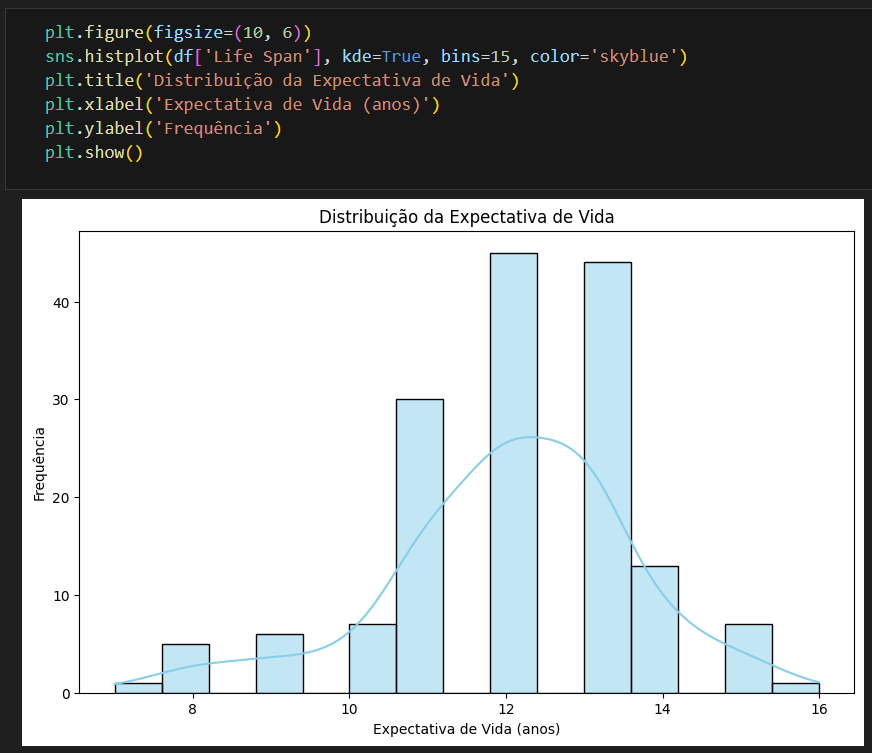 plt.figure(figsize=(10, 6))
sns.histplot(df['Life Span'], kde=True, bins=15, color='skyblue')
plt.title('Distribuição da Expectativa de Vida')
plt.xlabel('Expectativa de Vida (anos)')
plt.ylabel('Frequência')
plt.show()
Distribuição da Expectativa de Vida
Frequência
40
30
20
10
0
8 10 12 14 16
Expectativa de Vida (anos)